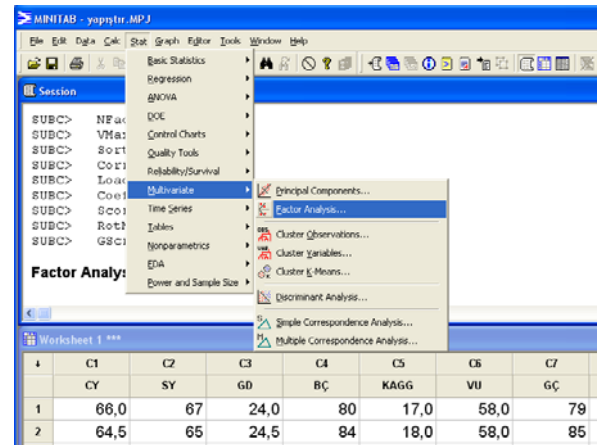 MINITAB - yapıştır.MPJ
File Edit Data Calc Stat Graph Editor Tools Window Help
Session
SUBC> NFac
SUBC> VMax
SUBC> Sort
SUBC> Corr
SUBC> Load
SUBC> Coef
SUBC> Scor
SUBC> Roth
SUBC> GScr
Factor Analys
Basic Statistics
Regression
ANOVA
DOE
Control Charts
Quality Tools
Reliability/Survival
Multivariate
Time Series
Tables
Nonparametrics
EDA
Power and Sample Size
Principal Components...
Factor Analysis...
Cluster Observations...
Cluster Variables...
Cluster K-Means...
Discriminant Analysis...
Simple Correspondence Analysis...
Multiple Correspondence Analysis...
Worksheet 1 ***
C1 C2 C3 C4 C5 C6 C7
CY SY GD BÇ KAGG VU GÇ
1 66,0 67 24,0 80 17,0 58,0 79
2 64,5 65 24,5 84 18,0 58,0 85